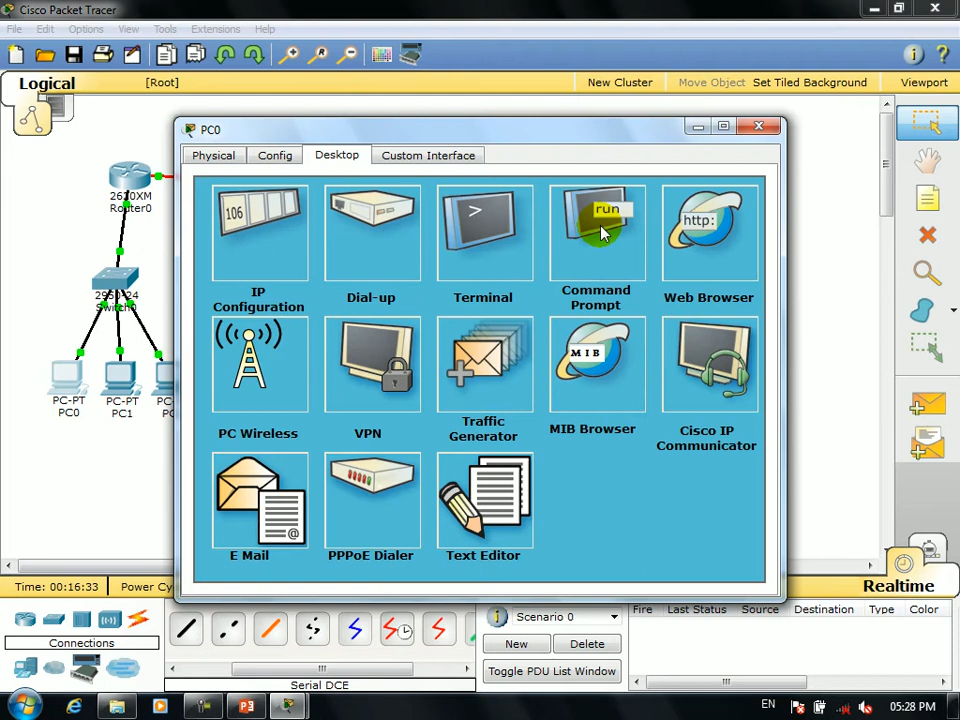 Cisco Packet Tracer
File Edit Options View Tools Extensions Help
Logical [Root] New Cluster Move Object Set Tiled Background Viewport
PC0
Physical Config Desktop Custom Interface
106
>
run
http:
IP Configuration
Dial-up
Terminal
Command Prompt
Web Browser
MIB
PC Wireless
VPN
Traffic Generator
MIB Browser
Cisco IP Communicator
@
E Mail
PPPoE Dialer
Text Editor
2620XM
Router0
2950-24
Switch0
PC-PT
PC0
PC-PT
PC1
Time: 00:16:33 Power Cy
Realtime
Connections
Serial DCE
Scenario 0
New Delete
Toggle PDU List Window
Fire Last Status Source Destination Type Color
EN 05:28 PM